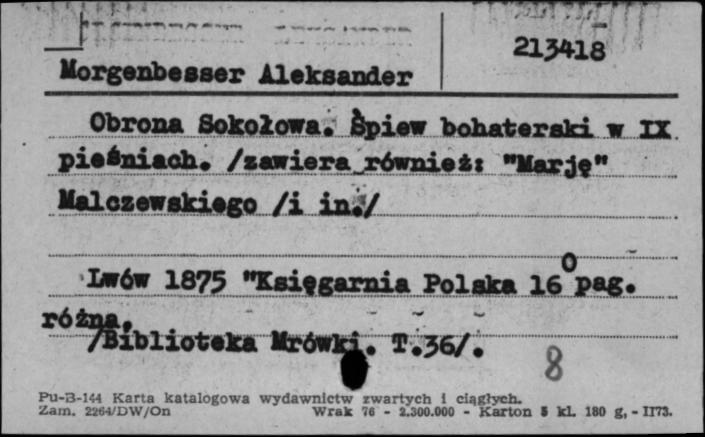 213418
Morgenbesser Aleksander
Obrona Sokołowa. Śpiew bohaterski w IX
pieśniach. /zawiera również: "Marję"
Malczewskiego /i in./
Lwów 1875 "Księgarnia Polska 16° pag.
różna.
/Biblioteka Mrówki. T.36/.
8
Pu-B-144 Karta katalogowa wydawnictw zwartych i ciągłych.
Zam. 2264/DW/On Wrak 76 - 2.300.000 - Karton 5 kl. 180 g, - II73.